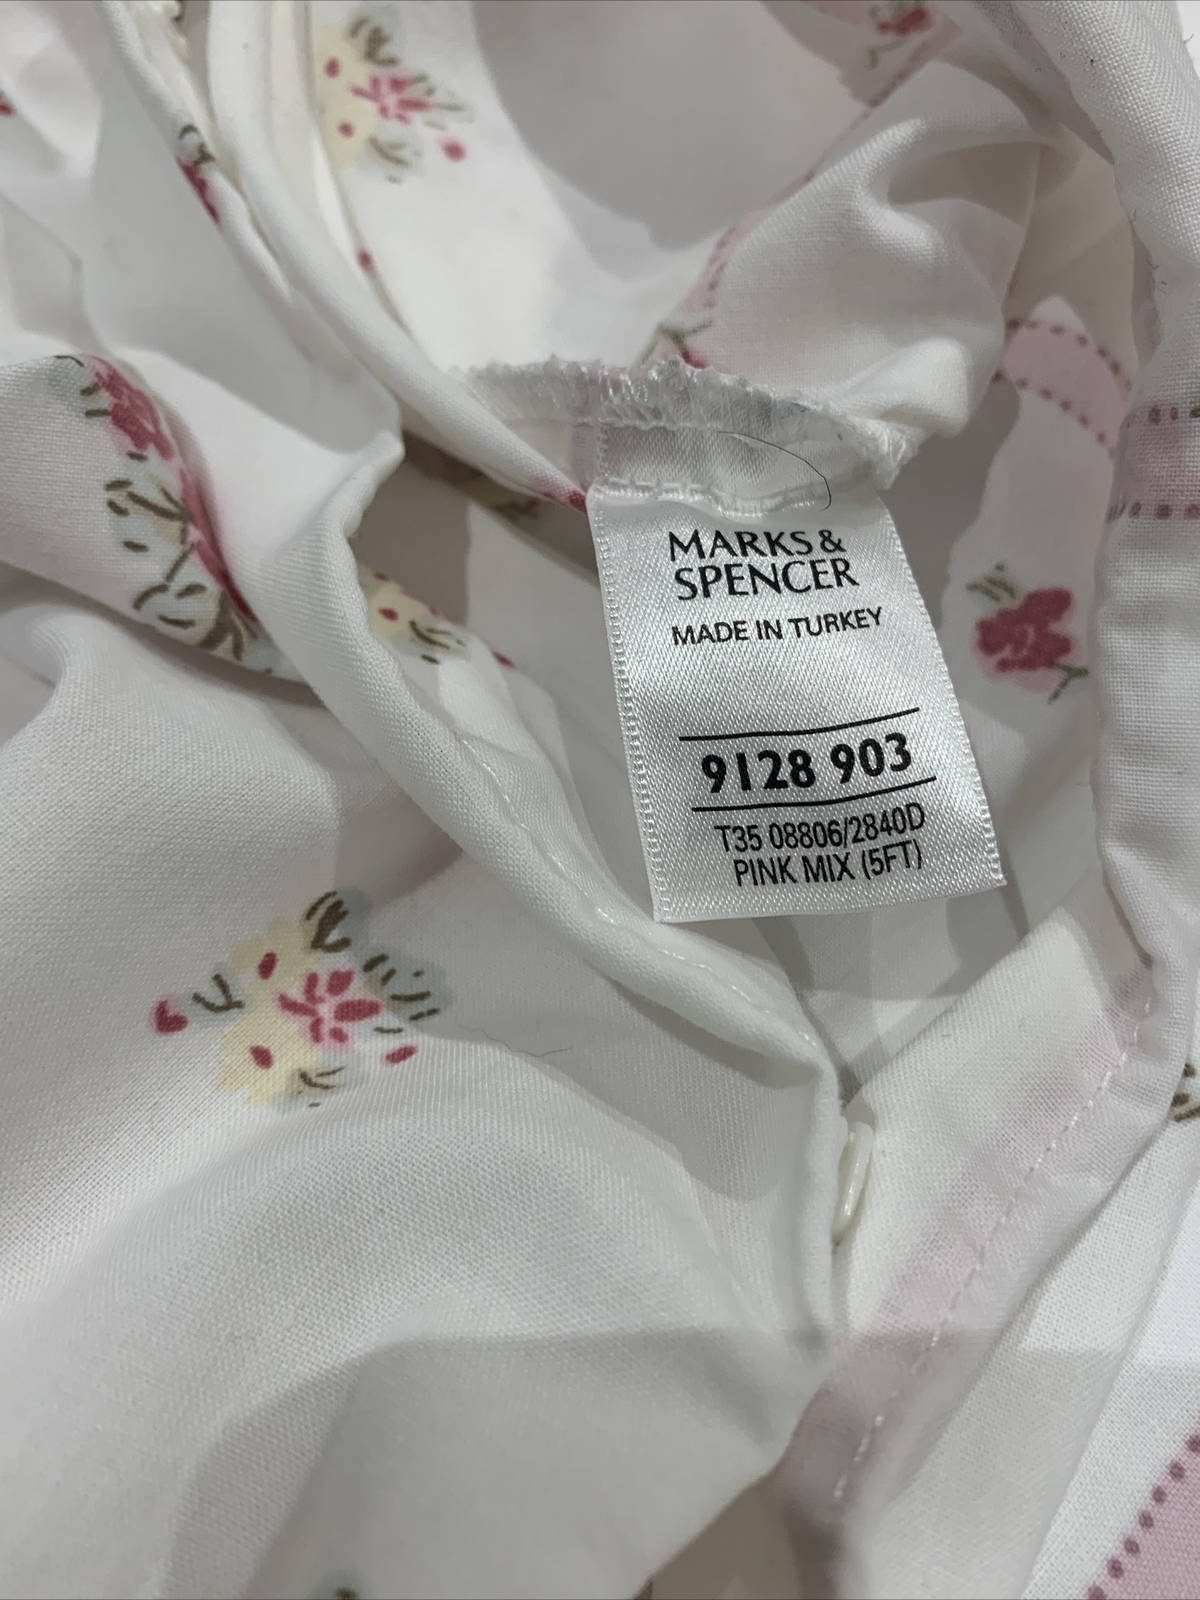 MARKS &
SPENCER
MADE IN TURKEY
9128 903
T35 08806/2840D
PINK MIX (5FT)